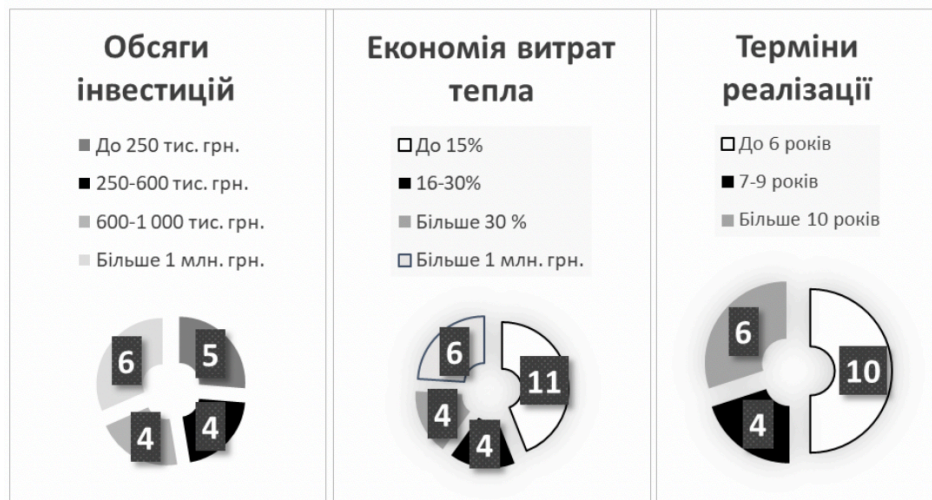 Обсяги
інвестицій
До 250 тис. грн.
250-600 тис. грн.
600-1 000 тис. грн.
Більше 1 млн. грн.
6
5
4
4
Економія витрат
тепла
До 15%
16-30%
Більше 30 %
Більше 1 млн. грн.
6
11
4
4
Терміни
реалізації
До 6 років
7-9 років
Більше 10 років
6
10
4